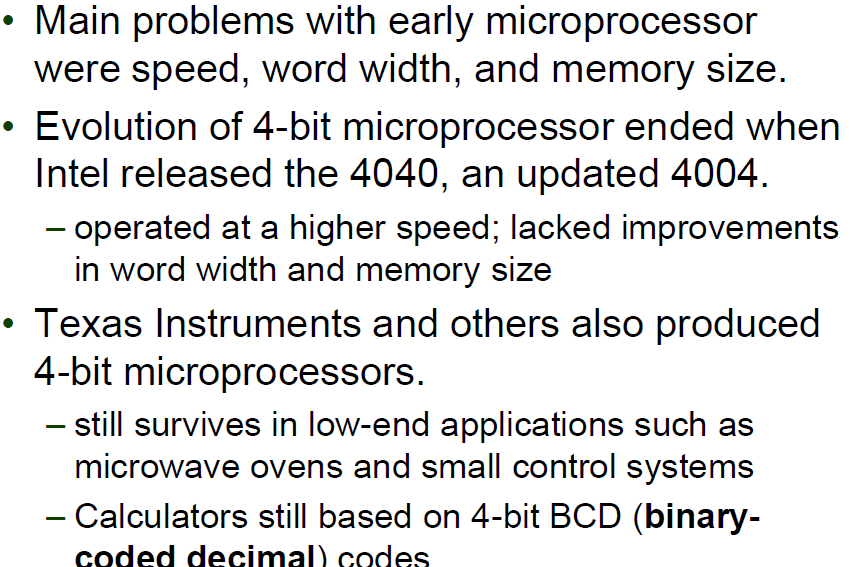 • Main problems with early microprocessor
were speed, word width, and memory size.
• Evolution of 4-bit microprocessor ended when
Intel released the 4040, an updated 4004.
– operated at a higher speed; lacked improvements
in word width and memory size
• Texas Instruments and others also produced
4-bit microprocessors.
– still survives in low-end applications such as
microwave ovens and small control systems
– Calculators still based on 4-bit BCD (binary-
coded decimal) codes